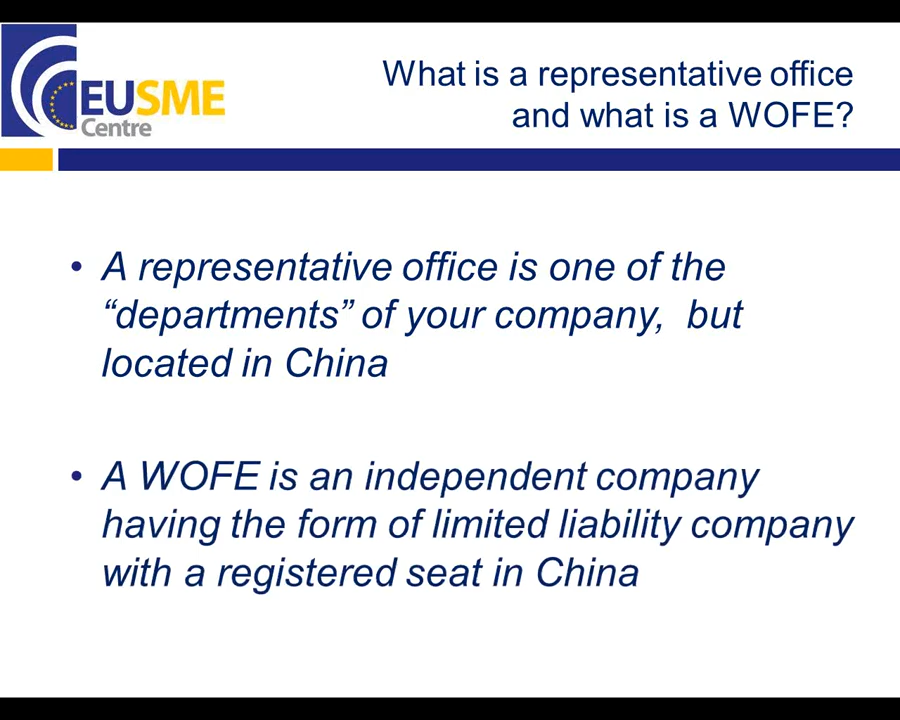 EUSME
Centre
What is a representative office
and what is a WOFE?
• A representative office is one of the
“departments” of your company, but
located in China
• A WOFE is an independent company
having the form of limited liability company
with a registered seat in China